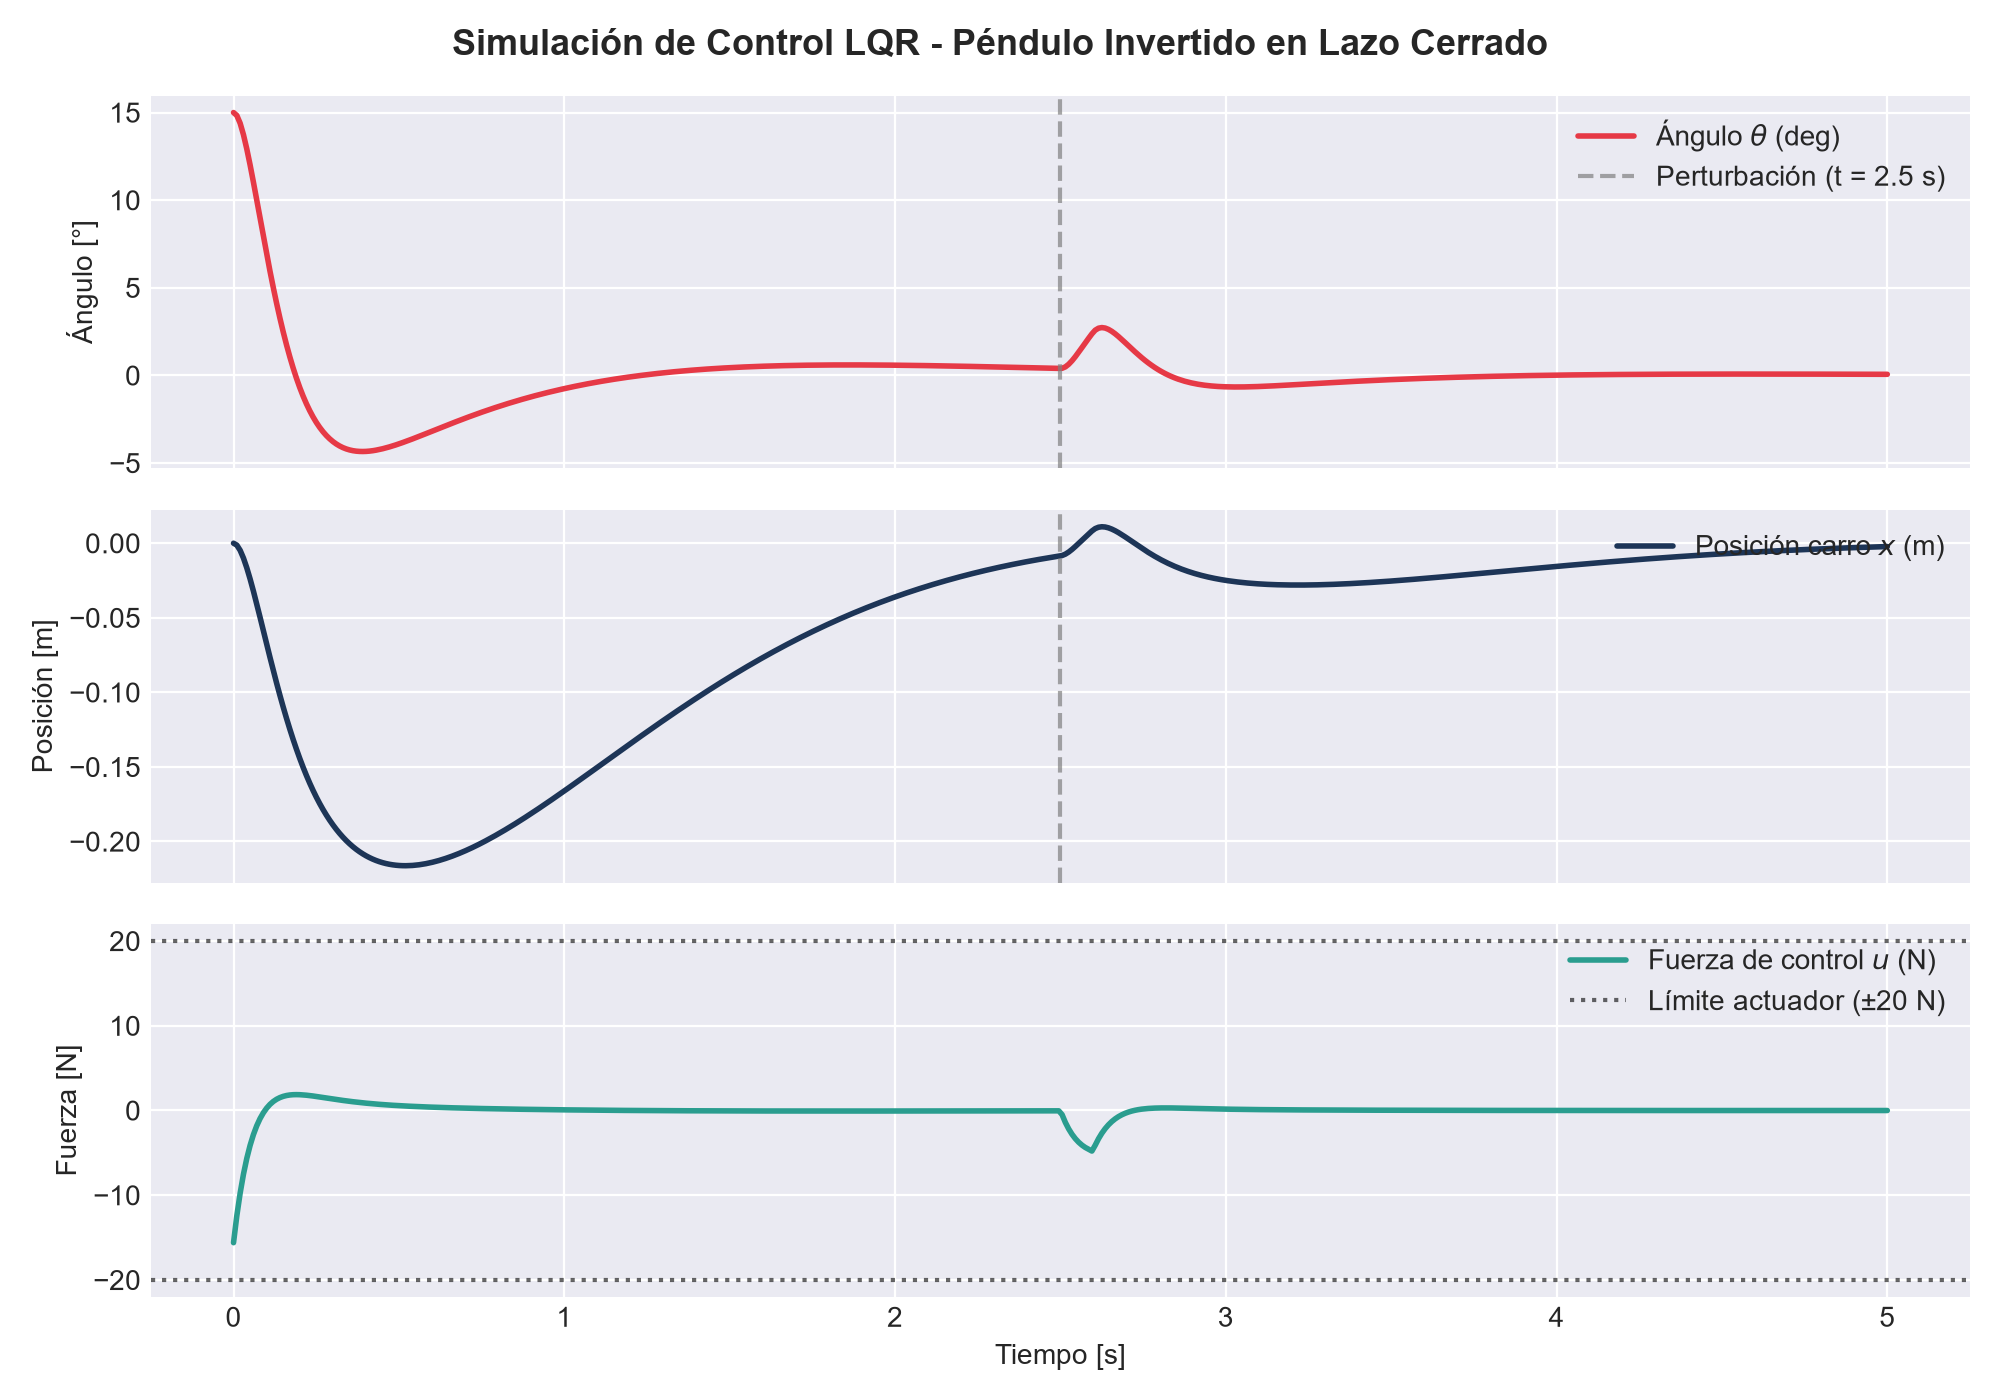 Simulación de Control LQR - Péndulo Invertido en Lazo Cerrado
15
10
5
0
−5
Ángulo [°]
Ángulo θ (deg)
Perturbación (t = 2.5 s)
0.00
−0.05
−0.10
−0.15
−0.20
Posición [m]
Posición carro x (m)
20
10
0
−10
−20
Fuerza [N]
Fuerza de control u (N)
Límite actuador (±20 N)
0 1 2 3 4 5
Tiempo [s]